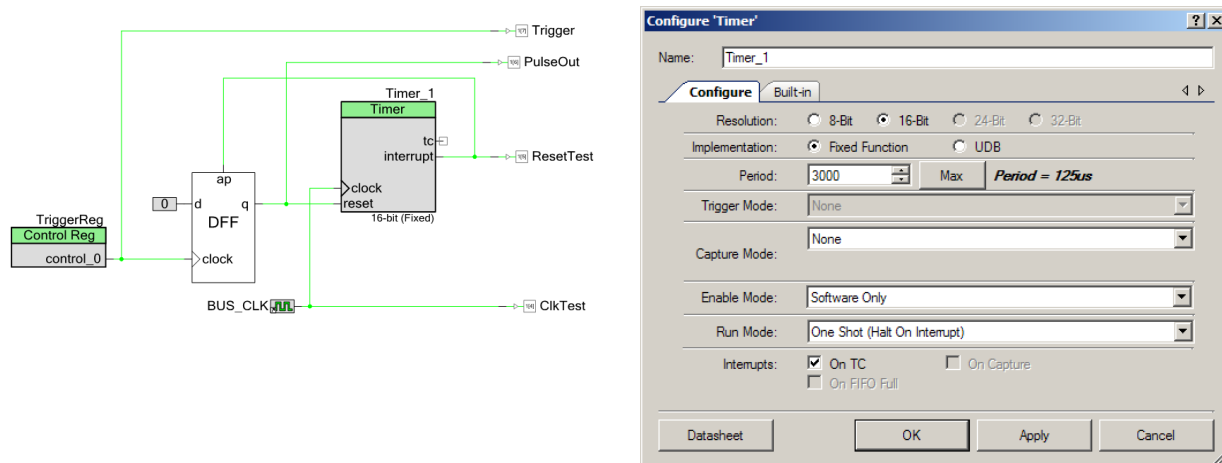 Trigger
PulseOut
Timer_1
Timer
tc
interrupt
ResetTest
clock
reset
16-bit (Fixed)
ap
0
d
q
DFF
clock
TriggerReg
Control Reg
control_0
BUS_CLK
ClkTest
Configure 'Timer'
Name: Timer_1
Configure Built-in
Resolution: 8-Bit 16-Bit 24-Bit 32-Bit
Implementation: Fixed Function UDB
Period: 3000 Max Period = 125us
Trigger Mode: None
Capture Mode: None
Enable Mode: Software Only
Run Mode: One Shot (Halt On Interrupt)
Interrupts: On TC On Capture
On FIFO Full
Datasheet OK Apply Cancel